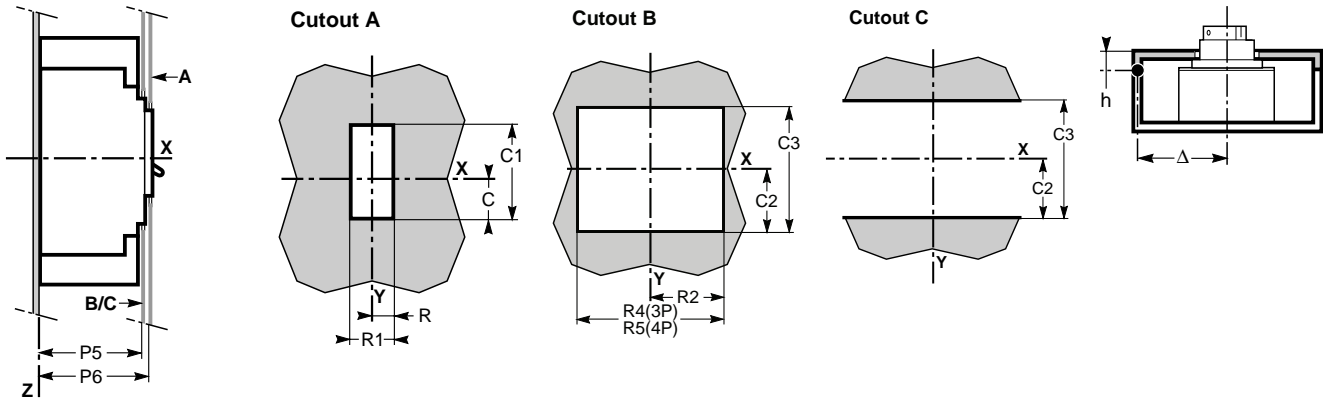 A
X
B/C
P5
P6
Z
Cutout A
C1
X
C
Y
R
R1
Cutout B
C3
X
C2
Y
R2
R4(3P)
R5(4P)
Cutout C
C3
X
C2
Y
h
Δ